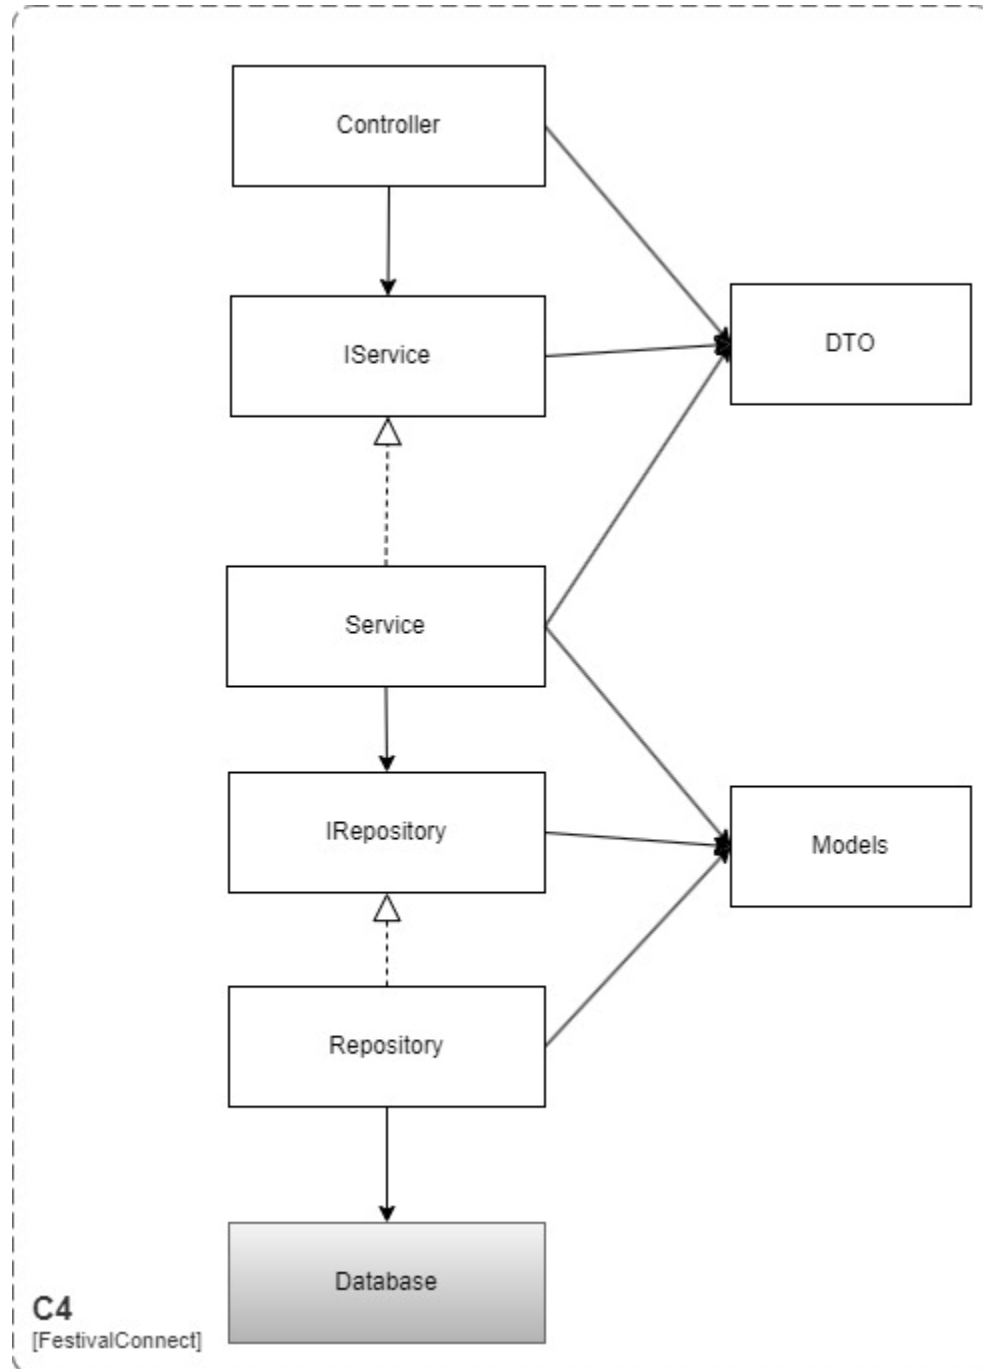 Controller
IService
DTO
Service
IRepository
Models
Repository
Database
C4
[FestivalConnect]